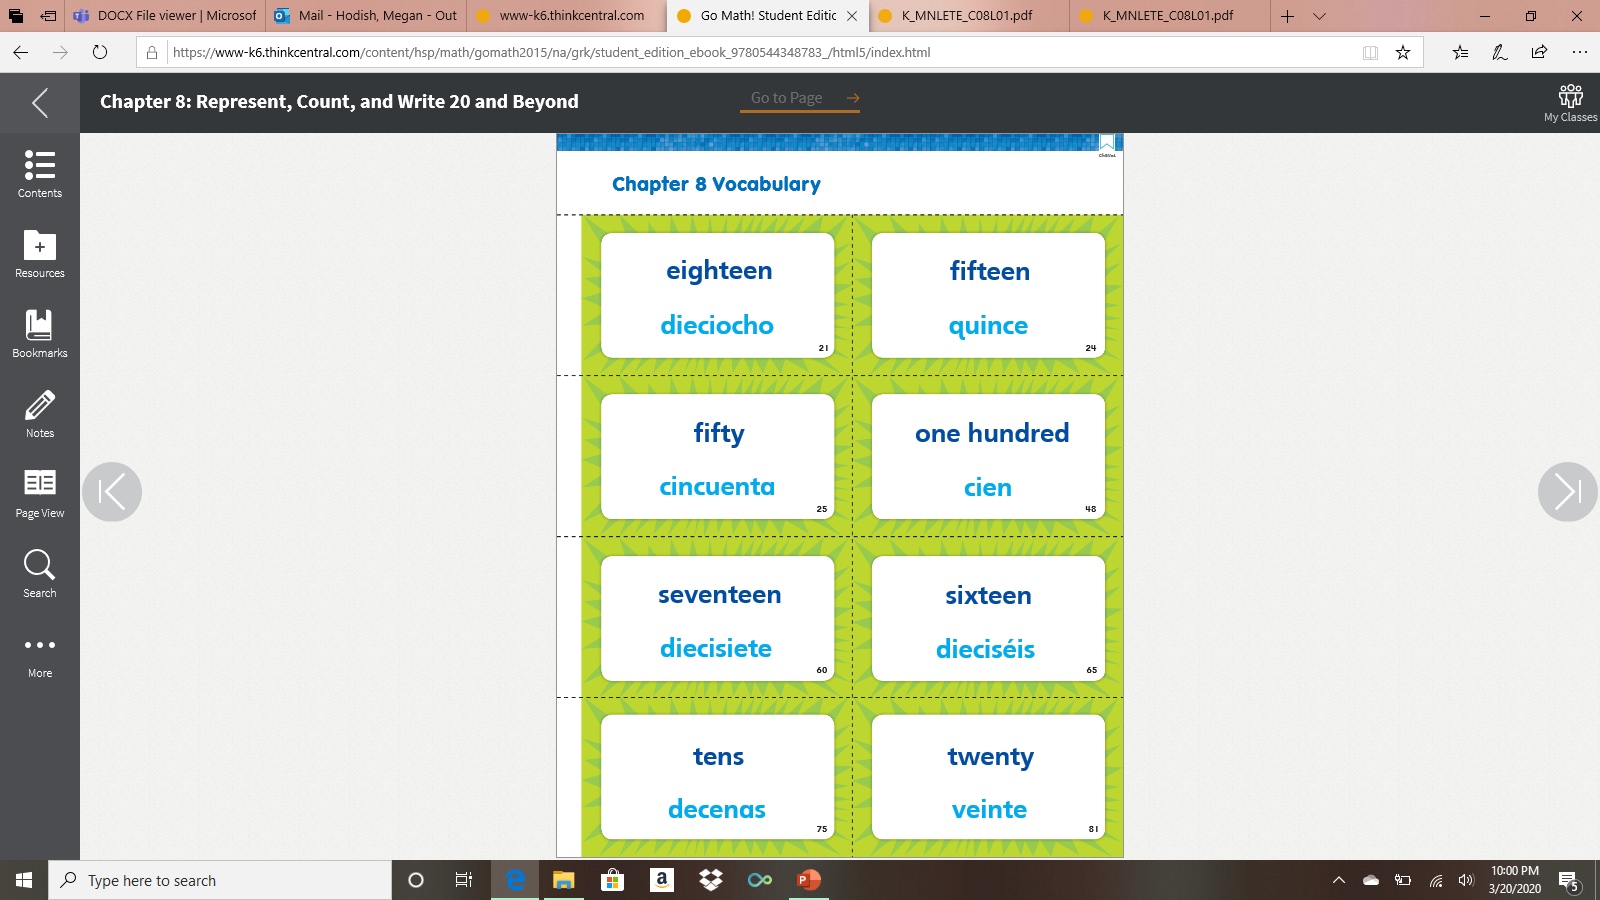 DOCX File viewer | Microsof
Mail - Hodish, Megan - Out
www-k6.thinkcentral.com
Go Math! Student Editic
K_MNLETE_C08L01.pdf
K_MNLETE_C08L01.pdf
https://www-k6.thinkcentral.com/content/hsp/math/gomath2015/na/grk/student_edition_ebook_9780544348783_/html5/index.html
Chapter 8: Represent, Count, and Write 20 and Beyond
Go to Page
My Classes
Contents
Resources
Bookmarks
Notes
Page View
Search
More
Chapter 8 Vocabulary
eighteen
dieciocho
21
fifteen
quince
24
fifty
cincuenta
25
one hundred
cien
48
seventeen
diecisiete
60
sixteen
dieciséis
65
tens
decenas
75
twenty
veinte
81
Type here to search
a
P
10:00 PM
3/20/2020
5